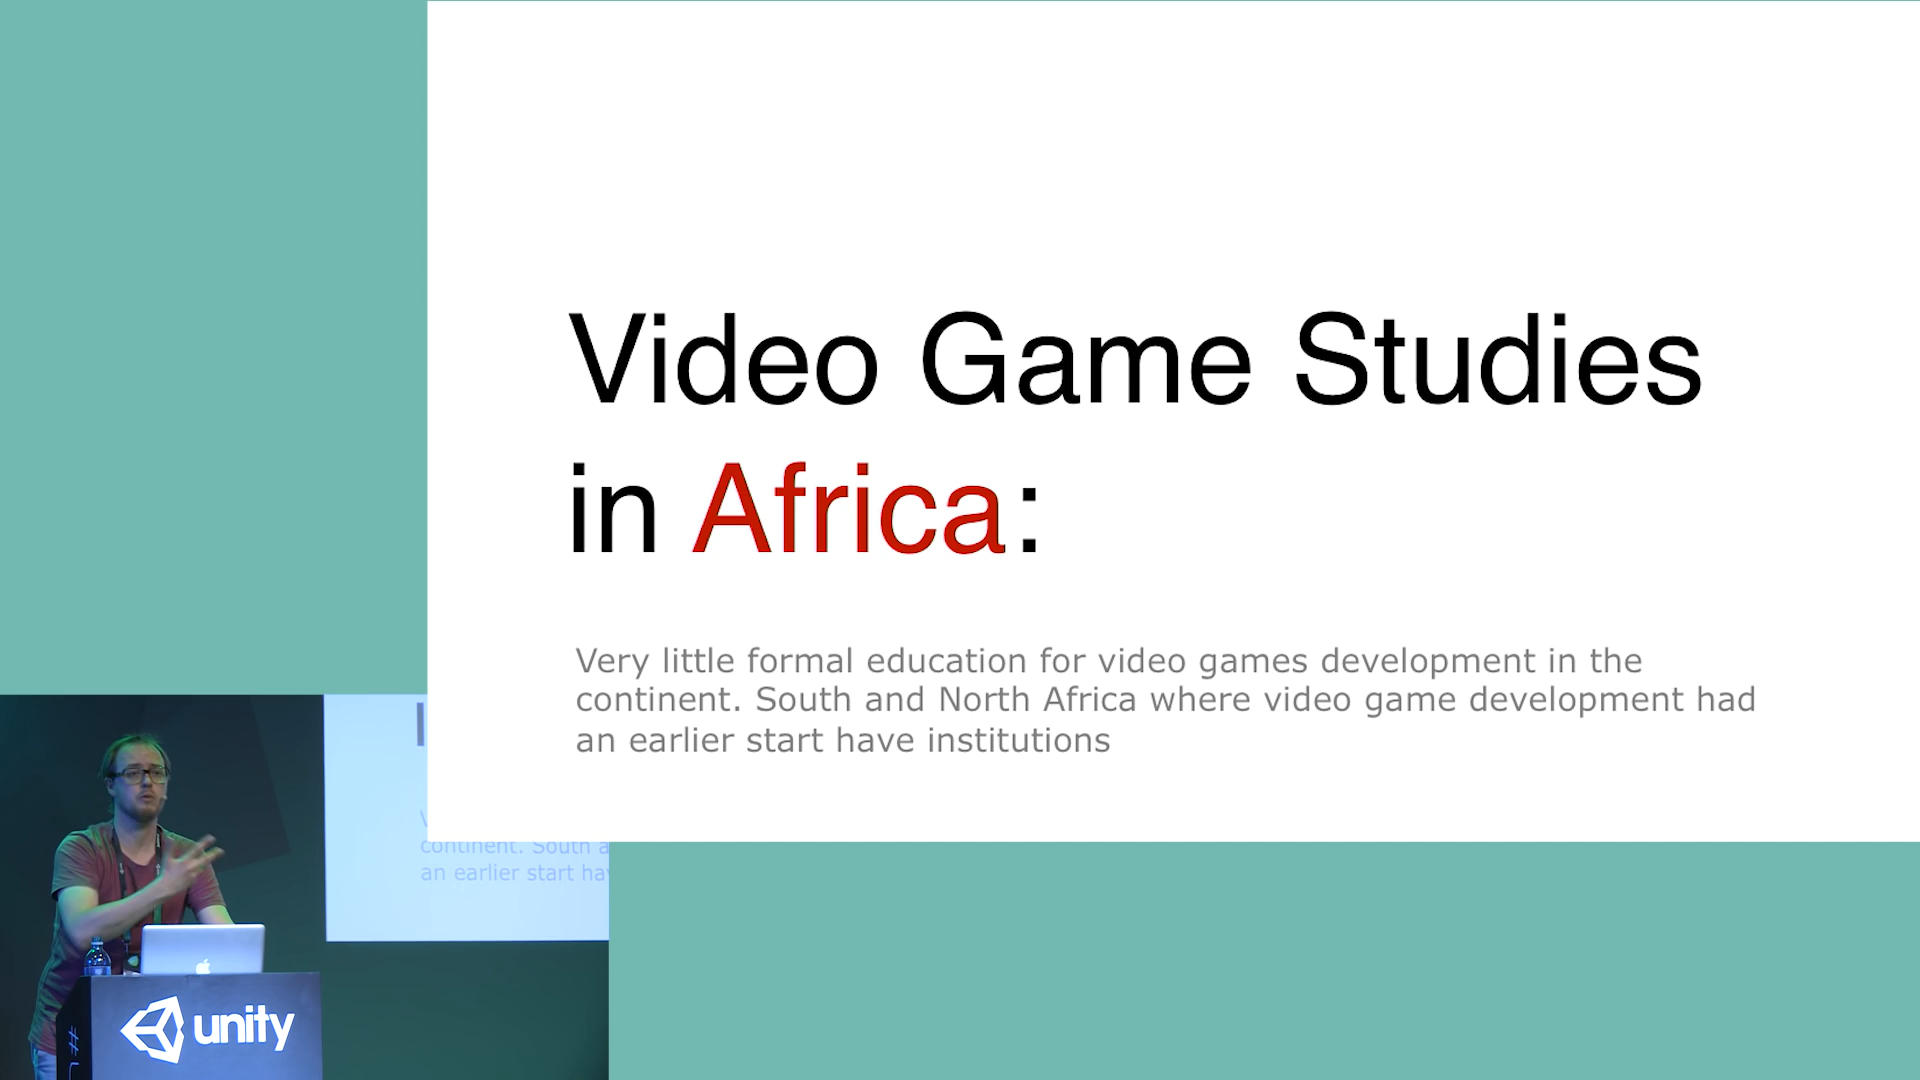 Video Game Studies
in Africa:
Very little formal education for video games development in the
continent. South and North Africa where video game development had
an earlier start have institutions
continent. South a
an earlier start hav
unity